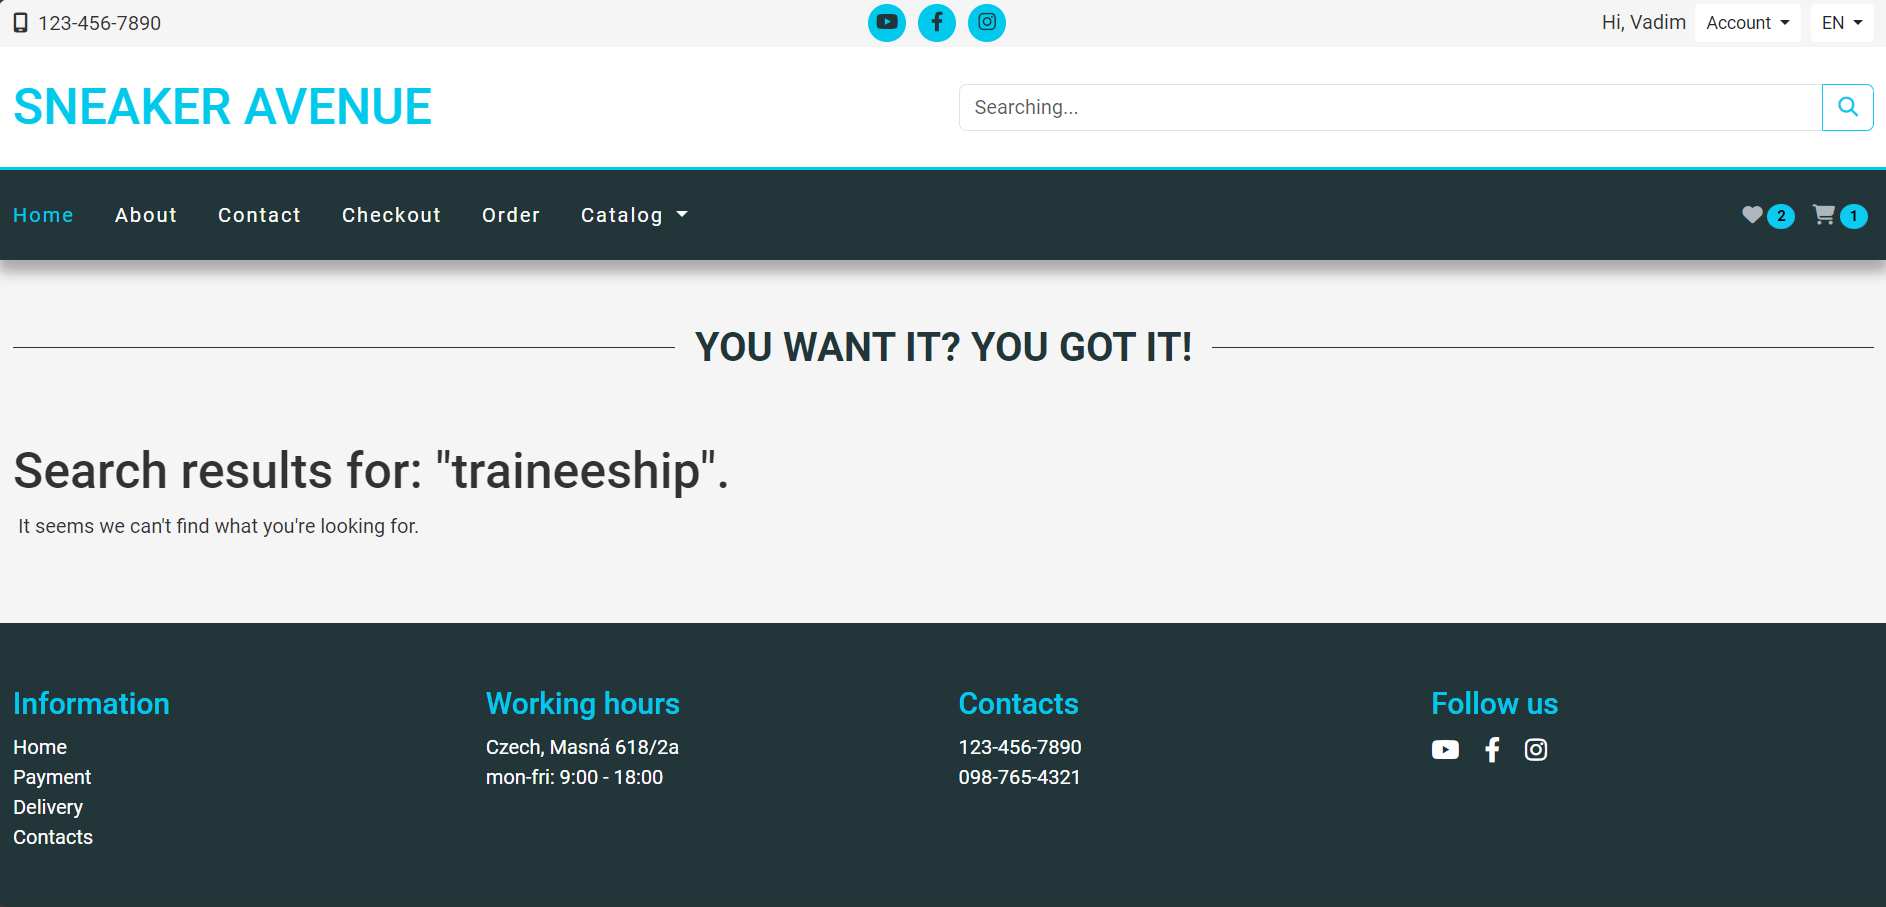 123-456-7890
Hi, Vadim
Account
EN
SNEAKER AVENUE
Searching...
Home
About
Contact
Checkout
Order
Catalog
2
1
YOU WANT IT? YOU GOT IT!
Search results for: "traineeship".
It seems we can't find what you're looking for.
Information
Home
Payment
Delivery
Contacts
Working hours
Czech, Masná 618/2a
mon-fri: 9:00 - 18:00
Contacts
123-456-7890
098-765-4321
Follow us